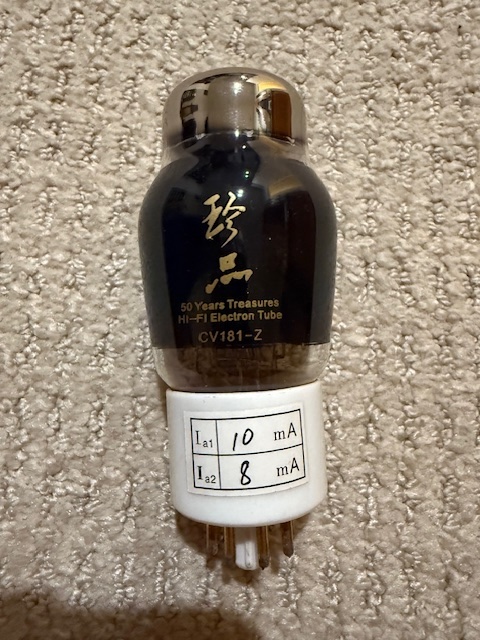 珍
品
50 Years Treasures
Hi-Fi Electron Tube
CV181-Z
Ia1 10 mA
Ia2 8 mA